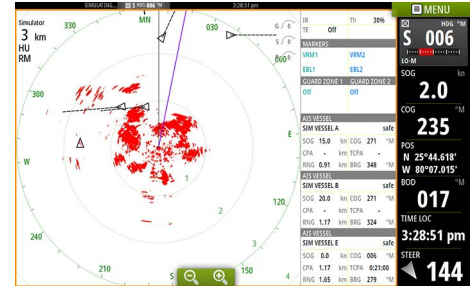 SIMULATING... S 006 °M 3:28:51 pm
MENU
Simulator
3 km
HU
RM
300
MN
030
060
E
150
S
210
240
W
1
2
3
4
G
S
G
IR Th 30%
TE Off
MARKERS
VRM1 VRM2
EBL1 EBL2
GUARD ZONE 1 GUARD ZONE 2
Off Off
AIS VESSEL
SIM VESSEL A safe
SOG 15.0 kn COG 271 °M
CPA - km TCPA -
RNG 0.91 km BRG 348 °M
AIS VESSEL
SIM VESSEL B safe
SOG 20.0 kn COG 271 °M
CPA - km TCPA -
RNG 1.17 km BRG 324 °M
AIS VESSEL
SIM VESSEL E safe
SOG 0.0 kn COG 006 °M
CPA 1.17 km TCPA 0:21:00
RNG 1.65 km BRG 279 °M
HDG °M
S 006
LO-M
SOG kn
2.0
COG °M
235
POS
N 25°44.618'
W 80°07.015'
BOD °M
017
TIME LOC
3:28:51 pm
STEER °M
144